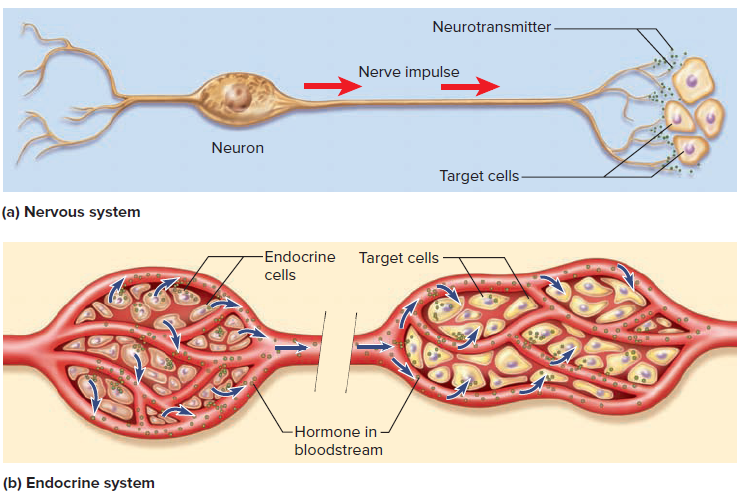 Neurotransmitter
Nerve impulse
Neuron
Target cells
(a) Nervous system
Endocrine
cells
Target cells
Hormone in
bloodstream
(b) Endocrine system